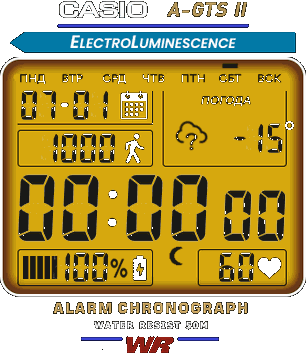 CASIO A-GTS II
ElectroLuminescence
ПНД ВТР СРД ЧТВ ПТН СБТ ВСК
07-01 ПОГОДА
-15°
1000
00:00 00
100% 60
ALARM CHRONOGRAPH
WATER RESIST 50M
WR